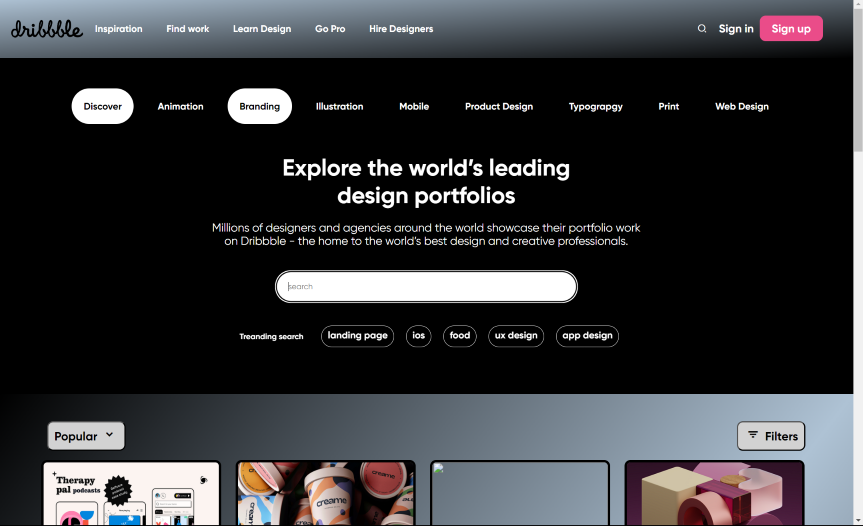 dribbble Inspiration Find work Learn Design Go Pro Hire Designers Sign in Sign up
Discover Animation Branding Illustration Mobile Product Design Typograpgy Print Web Design
Explore the world's leading
design portfolios
Millions of designers and agencies around the world showcase their portfolio work
on Dribbble - the home to the world's best design and creative professionals.
search
Treanding search landing page ios food ux design app design
Popular Filters
Therapy
pal podcasts
creame
creame